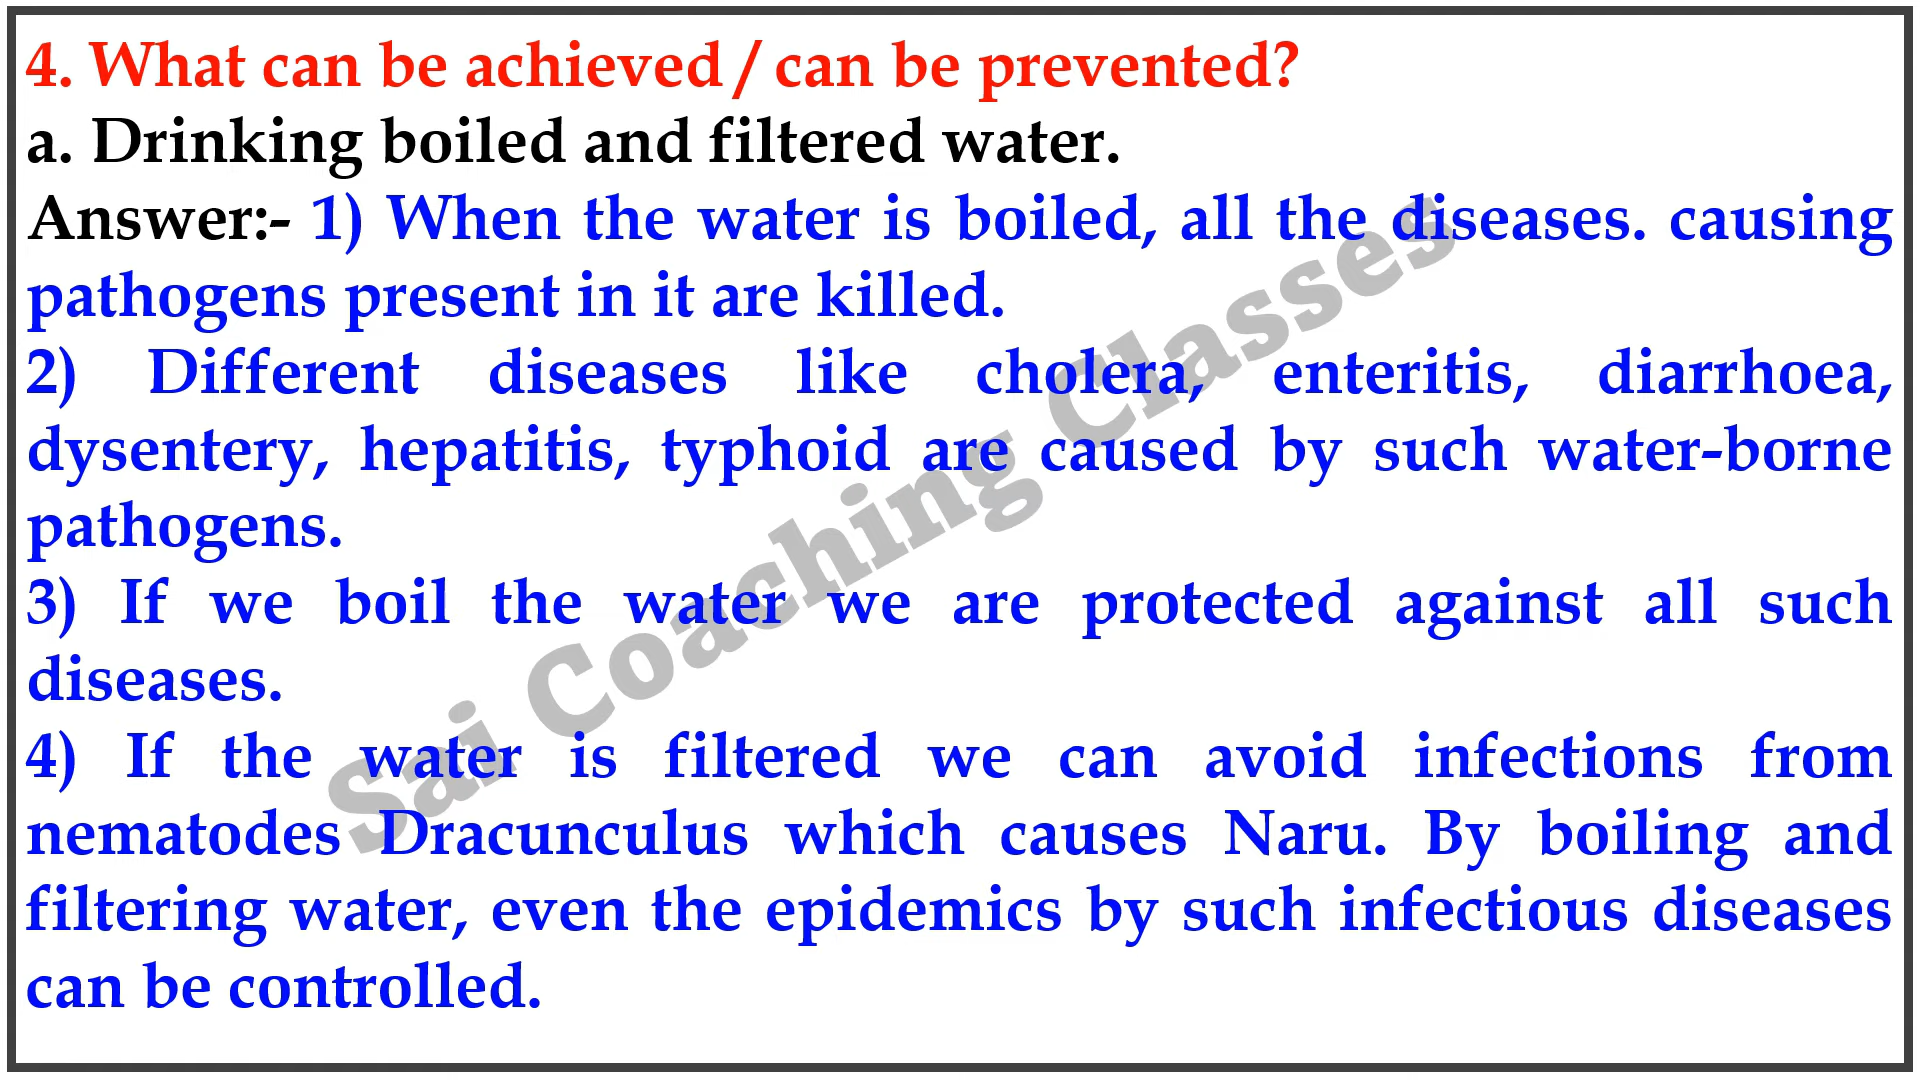 4. What can be achieved / can be prevented?
a. Drinking boiled and filtered water.
Answer:- 1) When the water is boiled, all the diseases. causing
pathogens present in it are killed.
2) Different diseases like cholera, enteritis, diarrhoea,
dysentery, hepatitis, typhoid are caused by such water-borne
pathogens.
3) If we boil the water we are protected against all such
diseases.
4) If the water is filtered we can avoid infections from
nematodes Dracunculus which causes Naru. By boiling and
filtering water, even the epidemics by such infectious diseases
can be controlled.
Sai Coaching Classes